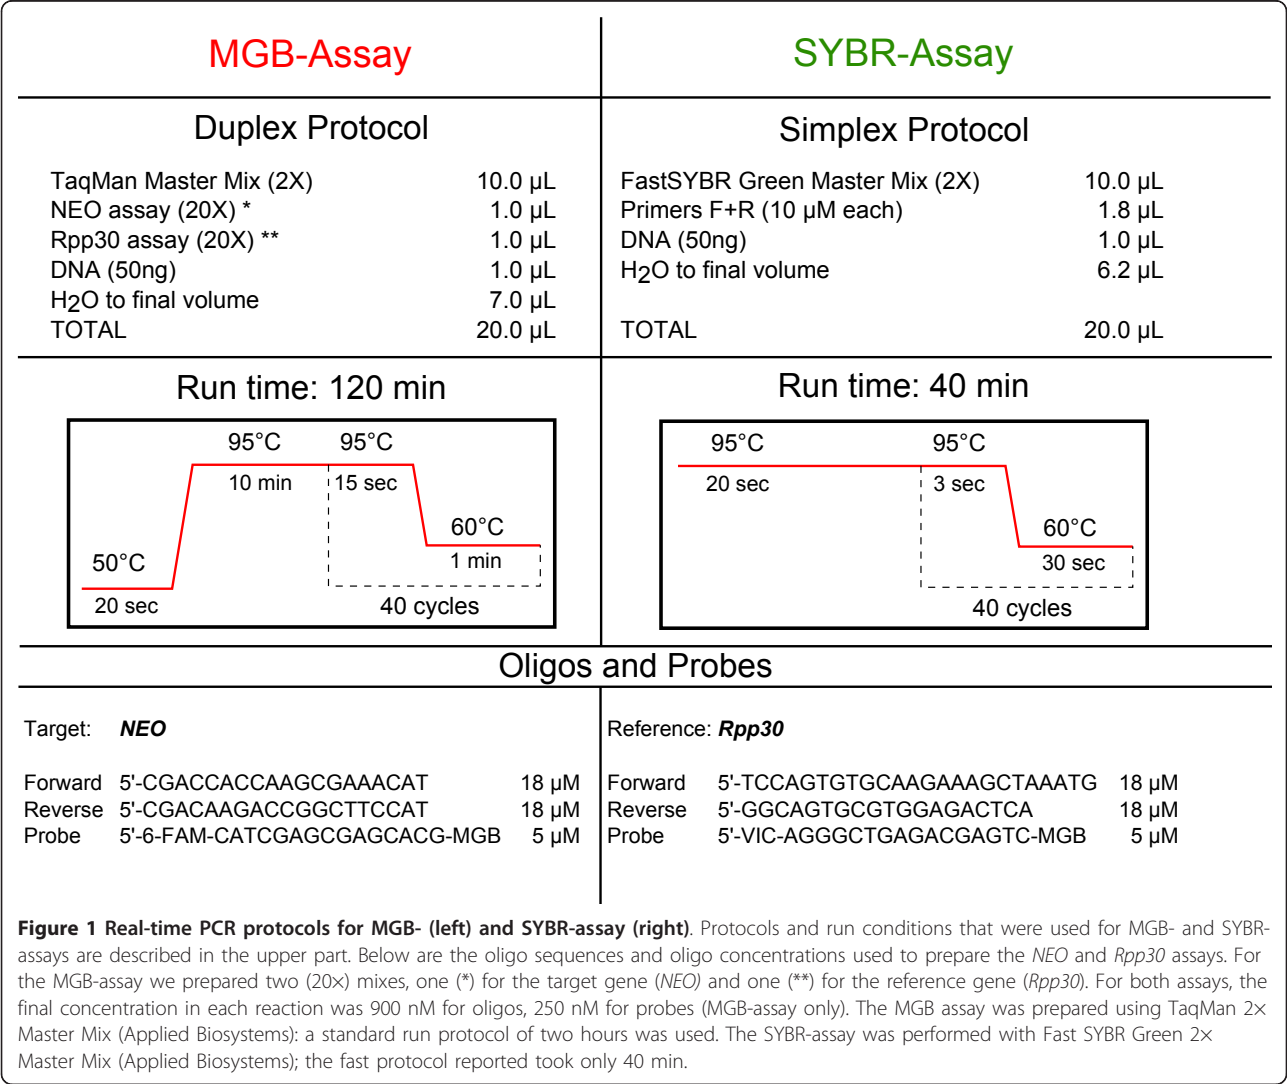 MGB-Assay
SYBR-Assay
Duplex Protocol
TaqMan Master Mix (2X) 10.0 µL
NEO assay (20X) * 1.0 µL
Rpp30 assay (20X) ** 1.0 µL
DNA (50ng) 1.0 µL
H2O to final volume 7.0 µL
TOTAL 20.0 µL
Simplex Protocol
FastSYBR Green Master Mix (2X) 10.0 µL
Primers F+R (10 µM each) 1.8 µL
DNA (50ng) 1.0 µL
H2O to final volume 6.2 µL
TOTAL 20.0 µL
Run time: 120 min
95°C 95°C
10 min 15 sec
60°C
50°C
1 min
20 sec
40 cycles
Run time: 40 min
95°C 95°C
20 sec 3 sec
60°C
30 sec
40 cycles
Oligos and Probes
Target: NEO
Forward 5'-CGACCACCAAGCGAAACAT 18 µM
Reverse 5'-CGACAAGACCGGCTTCCAT 18 µM
Probe 5'-6-FAM-CATCGAGCGAGCACG-MGB 5 µM
Reference: Rpp30
Forward 5'-TCCAGTGTGCAAGAAAGCTAAATG 18 µM
Reverse 5'-GGCAGTGCGTGGAGACTCA 18 µM
Probe 5'-VIC-AGGGCTGAGACGAGTC-MGB 5 µM
Figure 1 Real-time PCR protocols for MGB- (left) and SYBR-assay (right). Protocols and run conditions that were used for MGB- and SYBR-
assays are described in the upper part. Below are the oligo sequences and oligo concentrations used to prepare the NEO and Rpp30 assays. For
the MGB-assay we prepared two (20×) mixes, one (*) for the target gene (NEO) and one (**) for the reference gene (Rpp30). For both assays, the
final concentration in each reaction was 900 nM for oligos, 250 nM for probes (MGB-assay only). The MGB assay was prepared using TaqMan 2×
Master Mix (Applied Biosystems): a standard run protocol of two hours was used. The SYBR-assay was performed with Fast SYBR Green 2×
Master Mix (Applied Biosystems); the fast protocol reported took only 40 min.